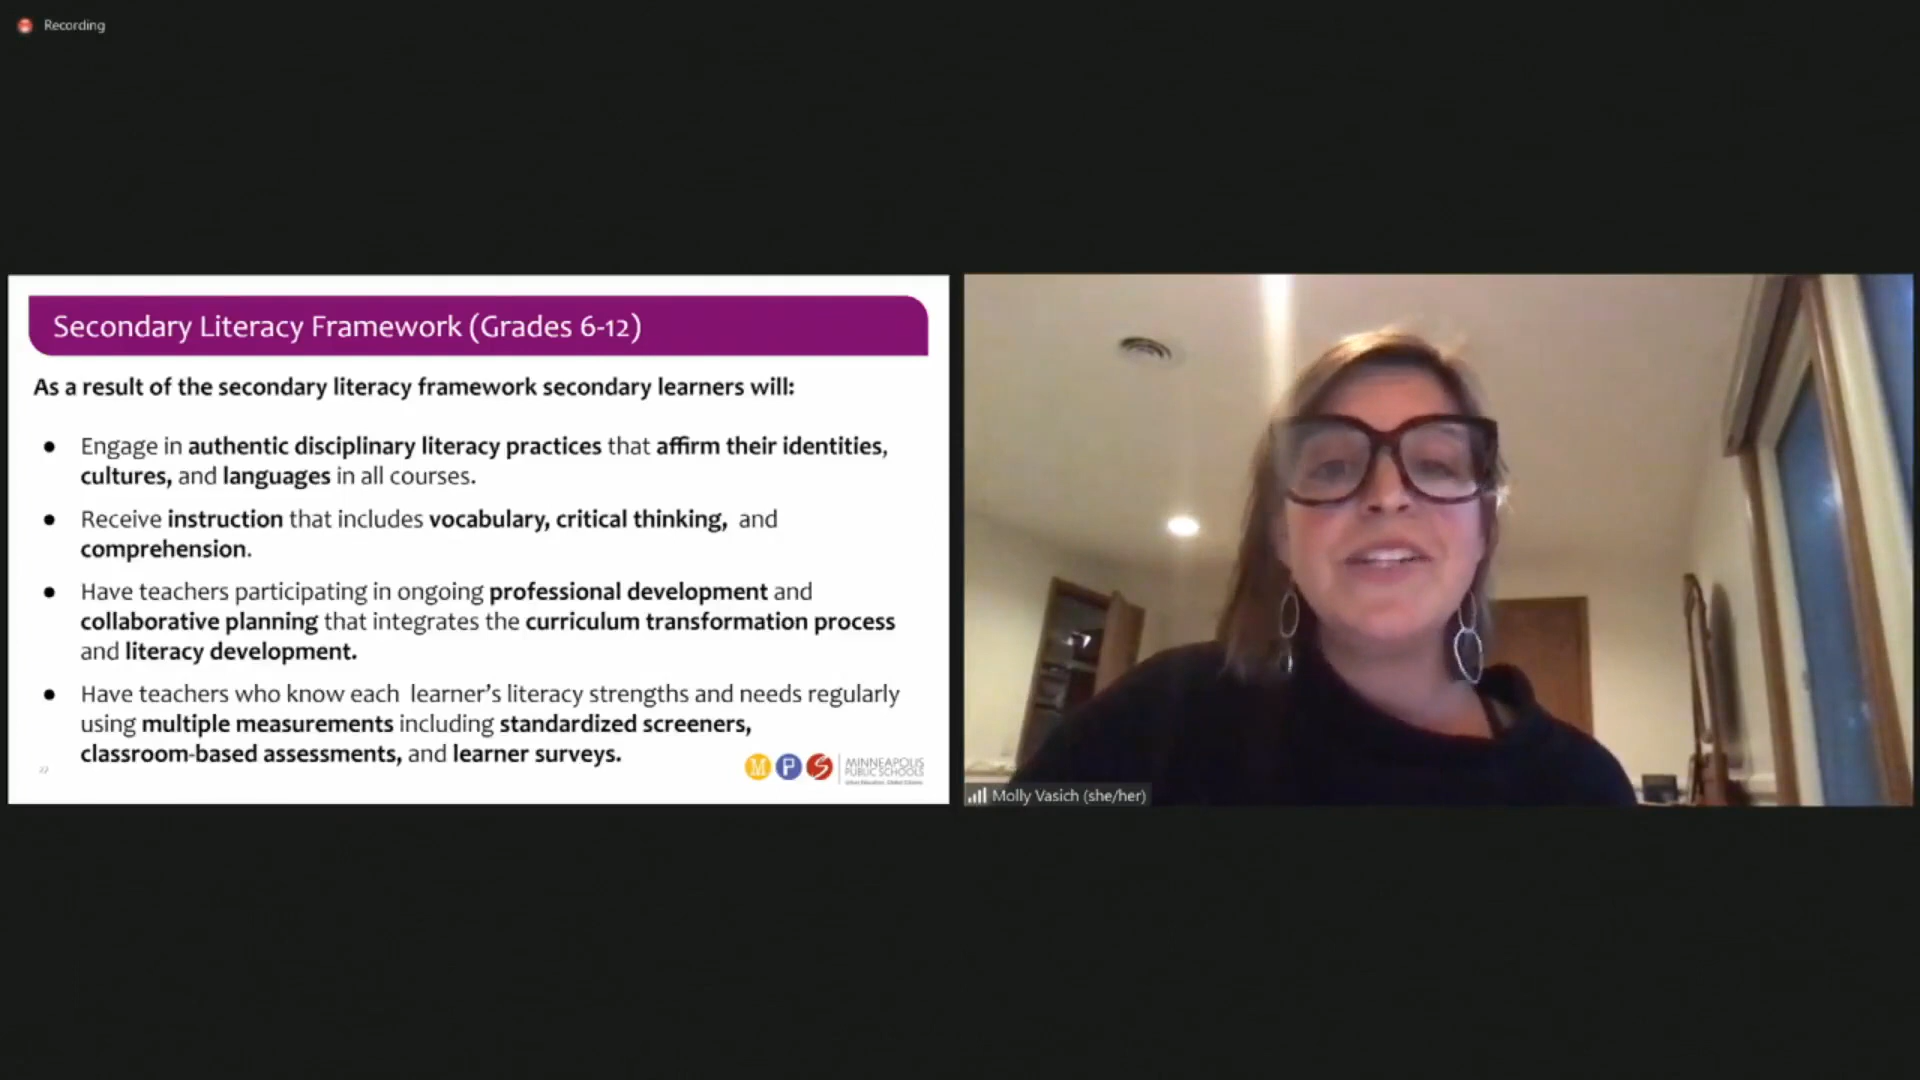 Recording
Secondary Literacy Framework (Grades 6-12)
As a result of the secondary literacy framework secondary learners will:
● Engage in authentic disciplinary literacy practices that affirm their identities,
cultures, and languages in all courses.
● Receive instruction that includes vocabulary, critical thinking, and
comprehension.
● Have teachers participating in ongoing professional development and
collaborative planning that integrates the curriculum transformation process
and literacy development.
● Have teachers who know each learner's literacy strengths and needs regularly
using multiple measurements including standardized screeners,
classroom-based assessments, and learner surveys.
M P S
MINNEAPOLIS
PUBLIC SCHOOLS
Urban Education. Global Citizens.
Molly Vasich (she/her)